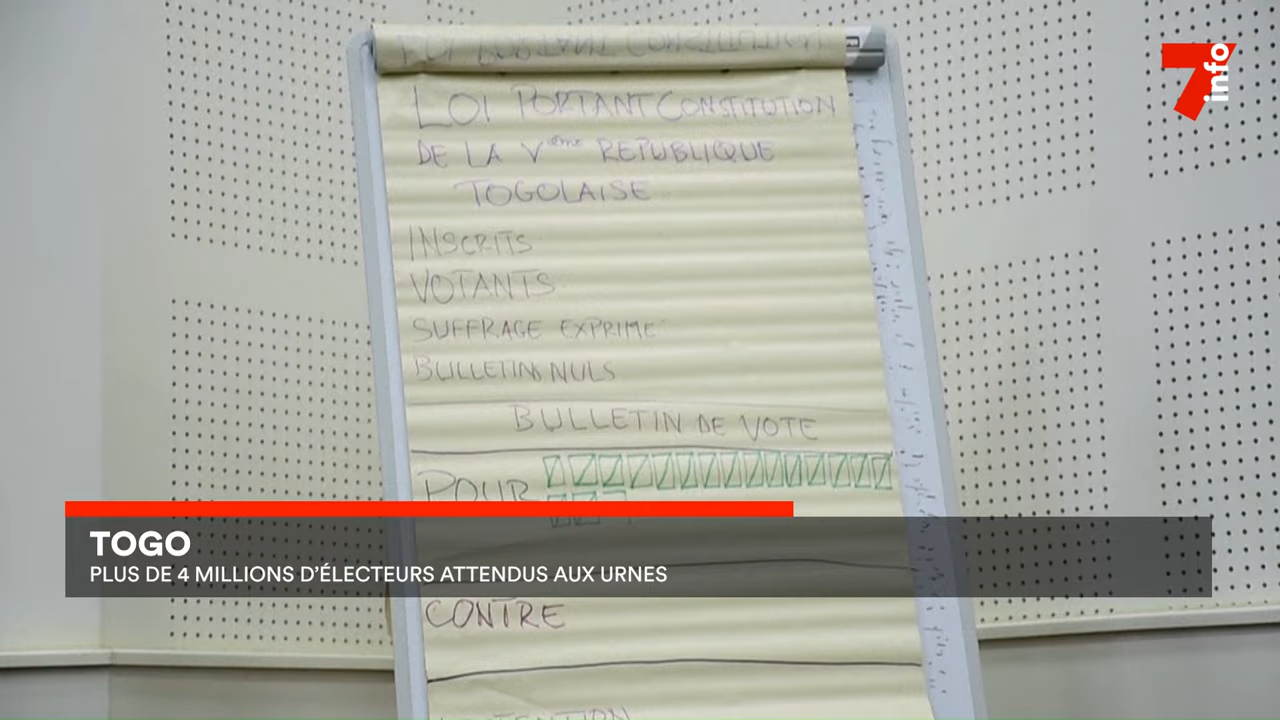 7 info
LOI PORTANT CONSTITUTION
DE LA Vème REPUBLIQUE
TOGOLAISE
INSCRITS
VOTANTS
SUFFRAGE EXPRIME
BULLETINS NULS
BULLETIN DE VOTE
POUR
TOGO
PLUS DE 4 MILLIONS D'ÉLECTEURS ATTENDUS AUX URNES
CONTRE